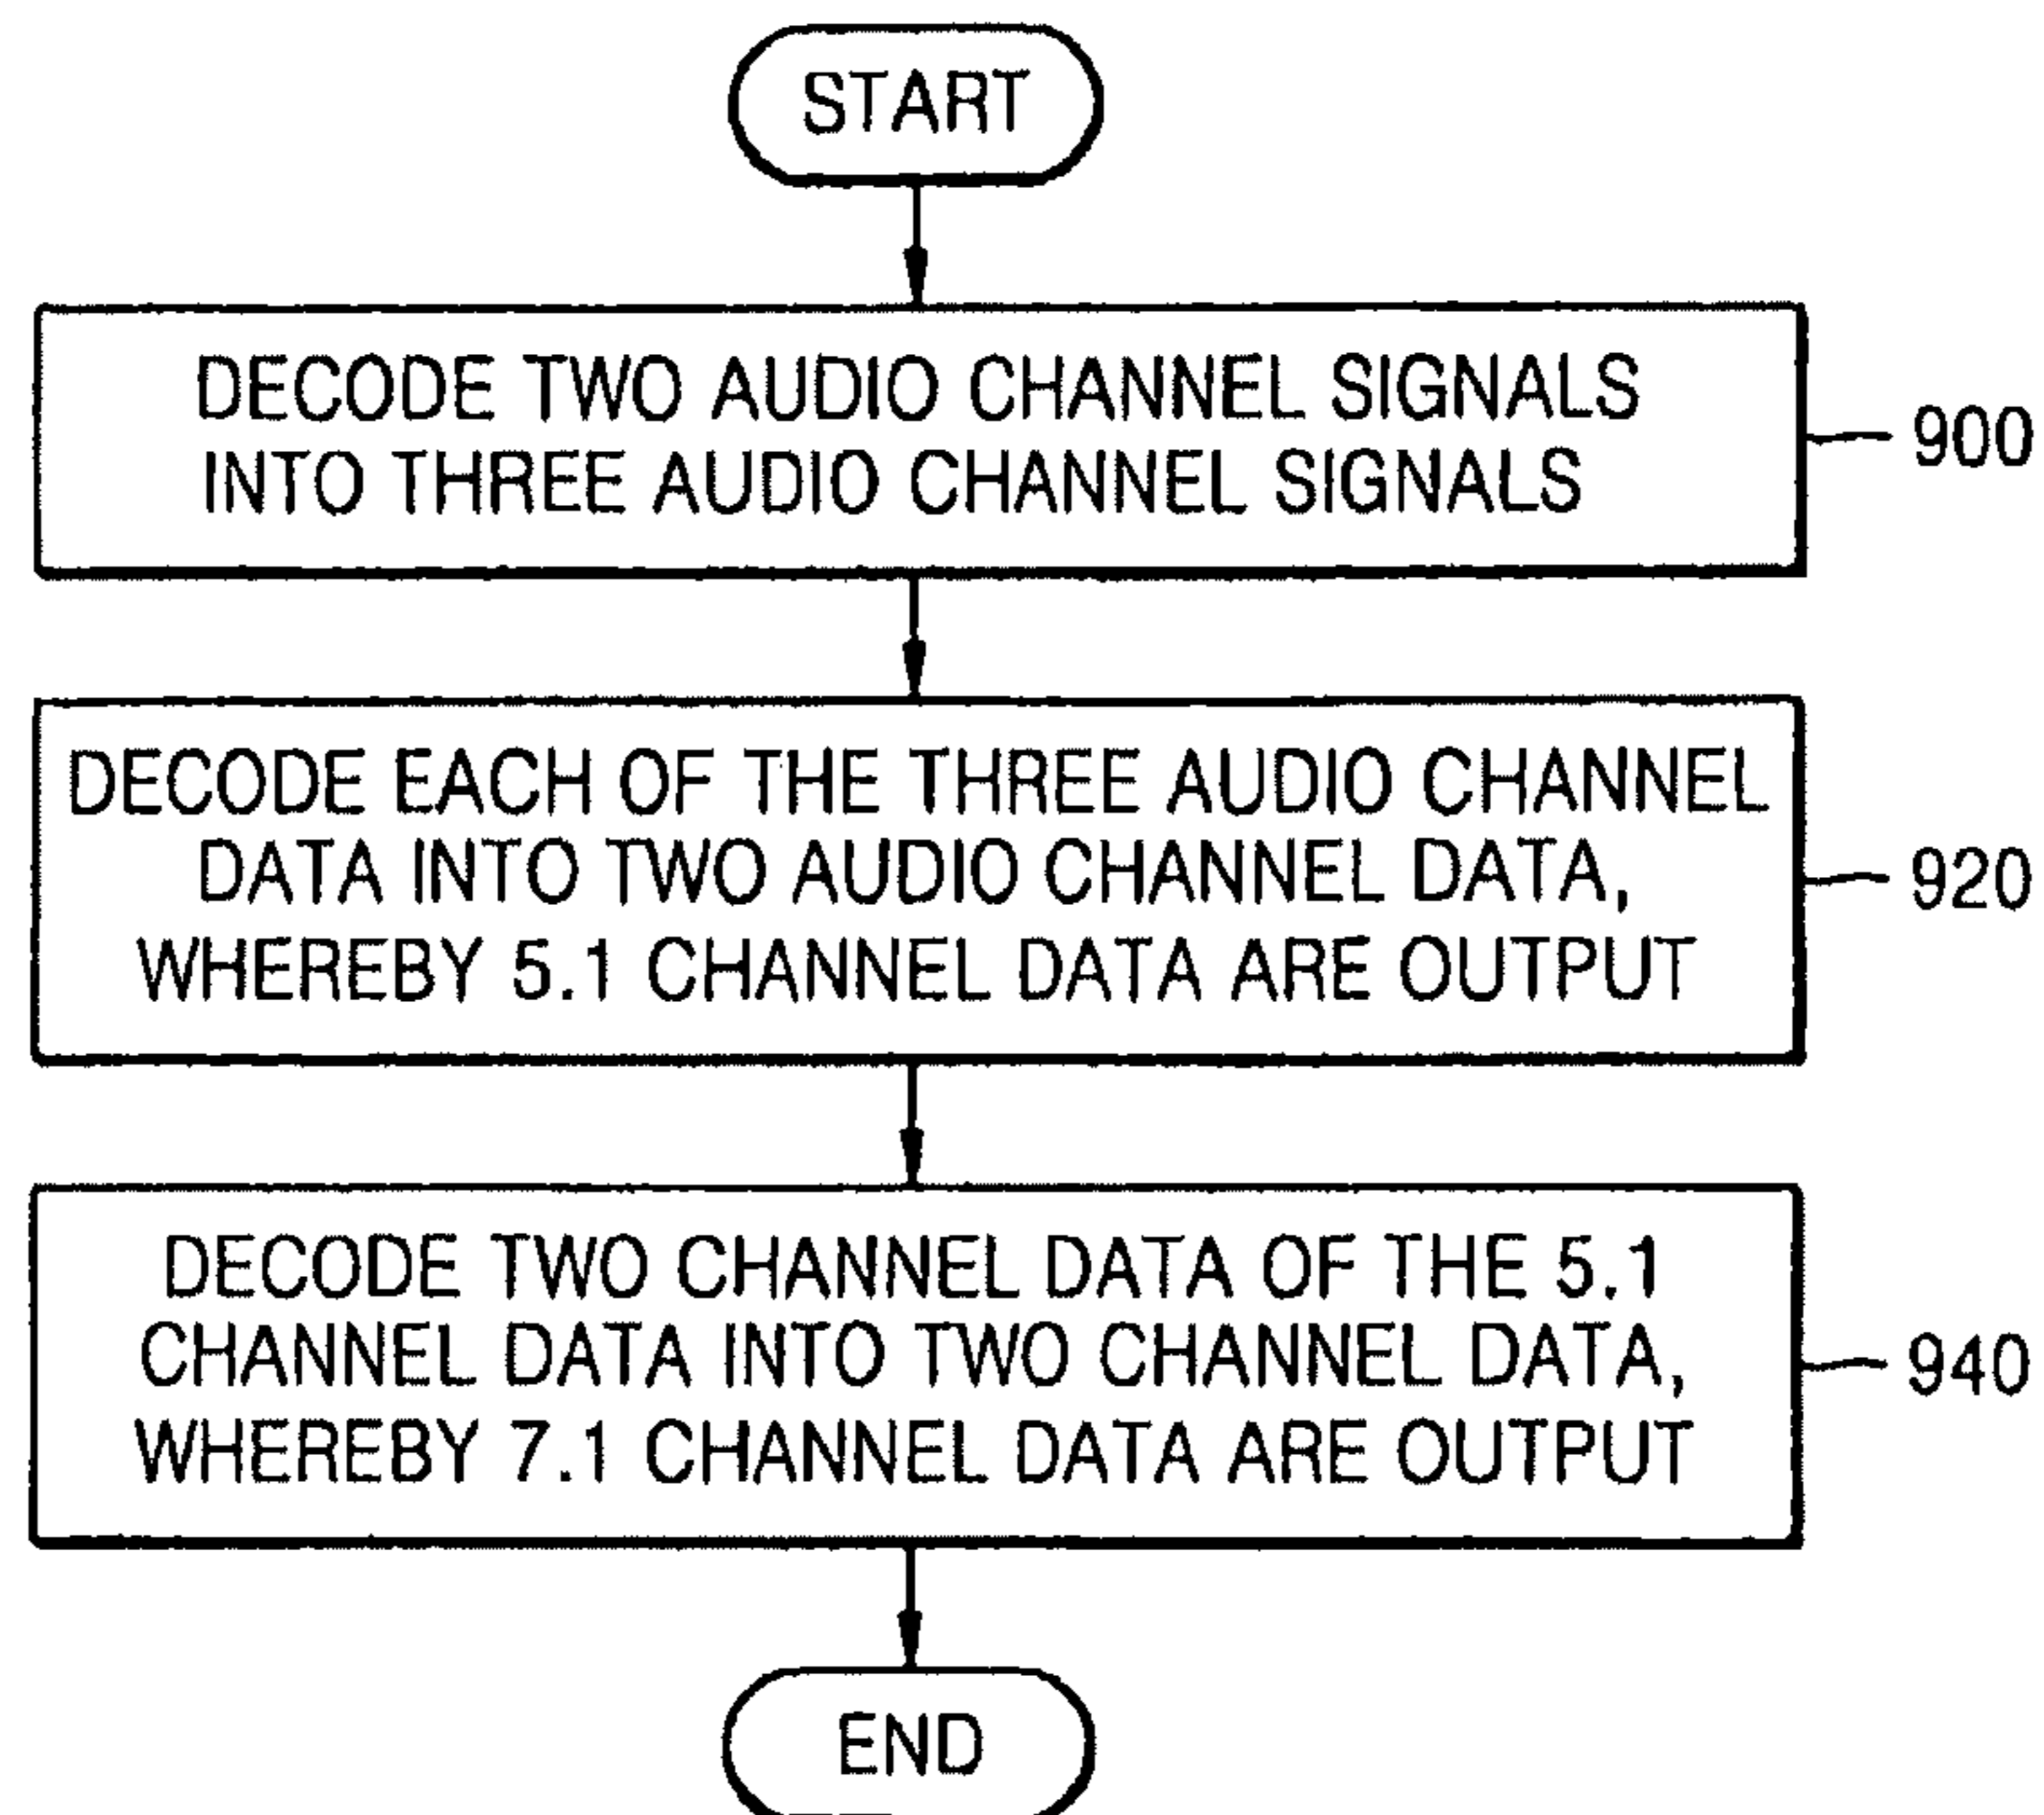 START
DECODE TWO AUDIO CHANNEL SIGNALS
INTO THREE AUDIO CHANNEL SIGNALS
900
DECODE EACH OF THE THREE AUDIO CHANNEL
DATA INTO TWO AUDIO CHANNEL DATA,
WHEREBY 5.1 CHANNEL DATA ARE OUTPUT
920
DECODE TWO CHANNEL DATA OF THE 5.1
CHANNEL DATA INTO TWO CHANNEL DATA,
WHEREBY 7.1 CHANNEL DATA ARE OUTPUT
940
END